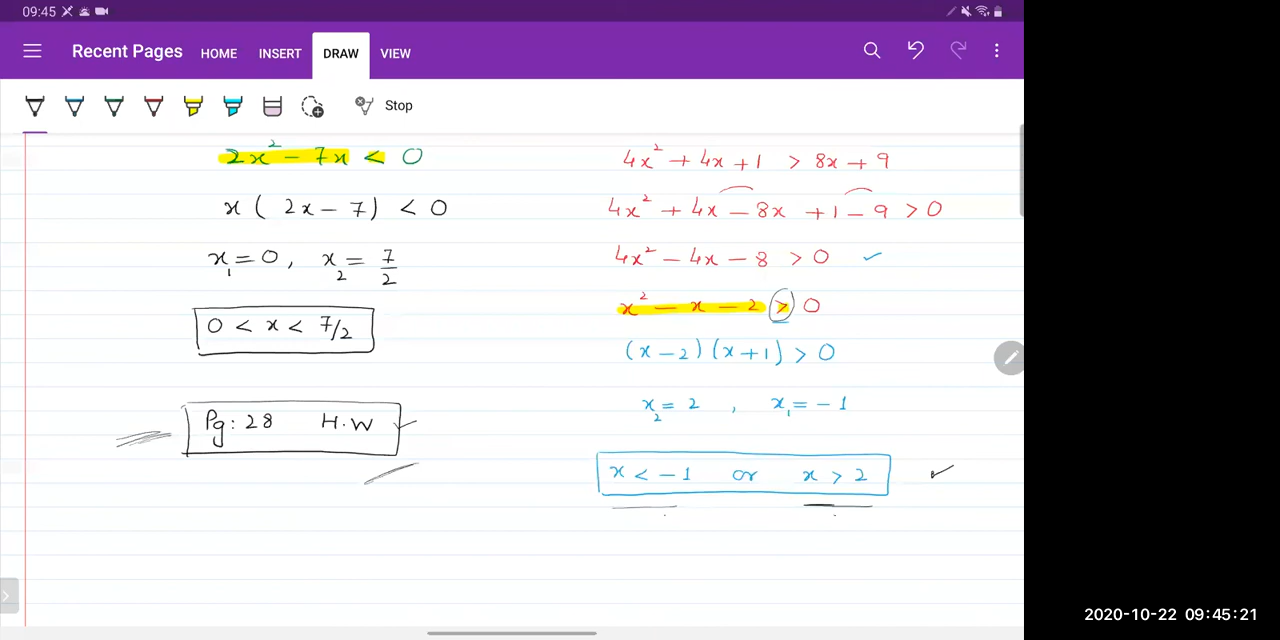 09:45
Recent Pages HOME INSERT DRAW VIEW
Stop
2x² - 7x < 0
x ( 2x - 7) < 0
x₁ = 0, x₂ = 7/2
0 < x < 7/2
Pg: 28 H.W
4x² + 4x + 1 > 8x + 9
4x² + 4x - 8x + 1 - 9 > 0
4x² - 4x - 8 > 0
x² - x - 2 > 0
(x - 2) (x + 1) > 0
x₂ = 2 , x₁ = -1
x < -1 or x > 2
2020-10-22 09:45:21